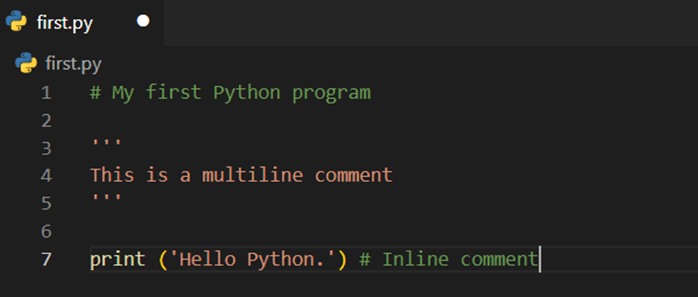 first.py
first.py
1 # My first Python program
2
3 '''
4 This is a multiline comment
5 '''
6
7 print ('Hello Python.') # Inline comment